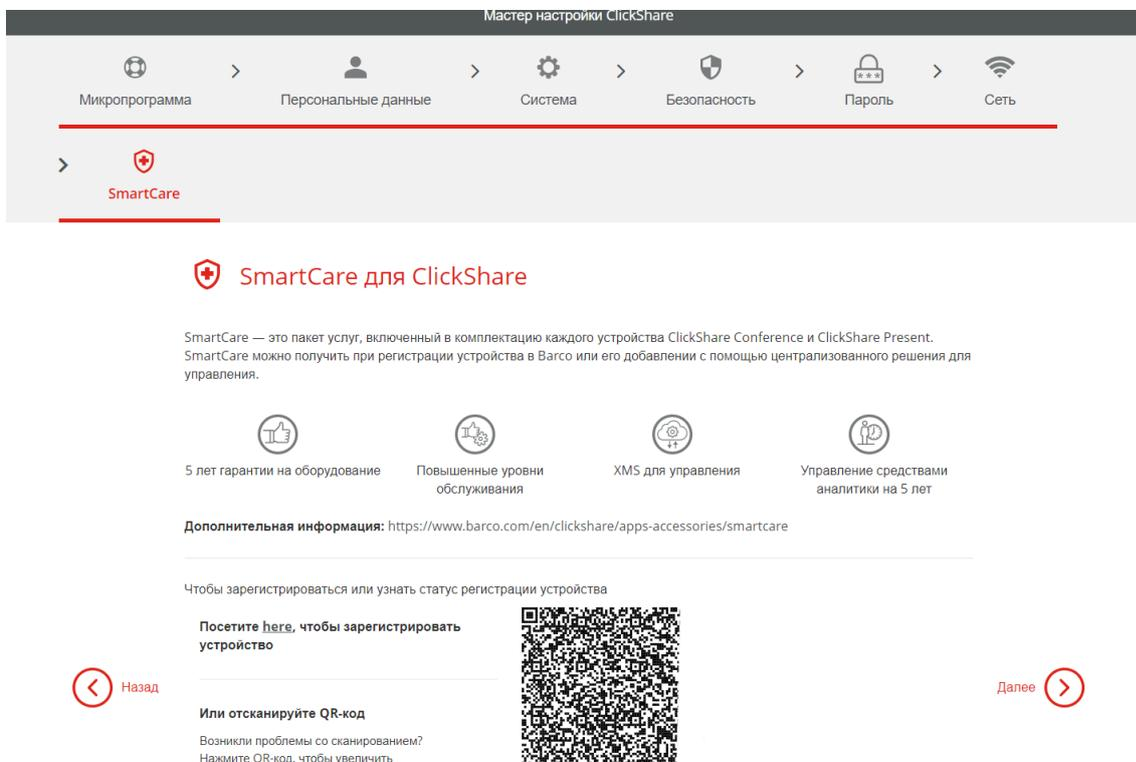 Мастер настройки ClickShare
Микропрограмма
Персональные данные
Система
Безопасность
Пароль
Сеть
SmartCare
SmartCare для ClickShare
SmartCare — это пакет услуг, включенный в комплектацию каждого устройства ClickShare Conference и ClickShare Present.
SmartCare можно получить при регистрации устройства в Barco или его добавлении с помощью централизованного решения для
управления.
5 лет гарантии на оборудование
Повышенные уровни
обслуживания
XMS для управления
Управление средствами
аналитики на 5 лет
Дополнительная информация: https://www.barco.com/en/clickshare/apps-accessories/smartcare
Чтобы зарегистрироваться или узнать статус регистрации устройства
Посетите here, чтобы зарегистрировать
устройство
Назад
Далее
Или отсканируйте QR-код
Возникли проблемы со сканированием?
Нажмите QR-код, чтобы увеличить